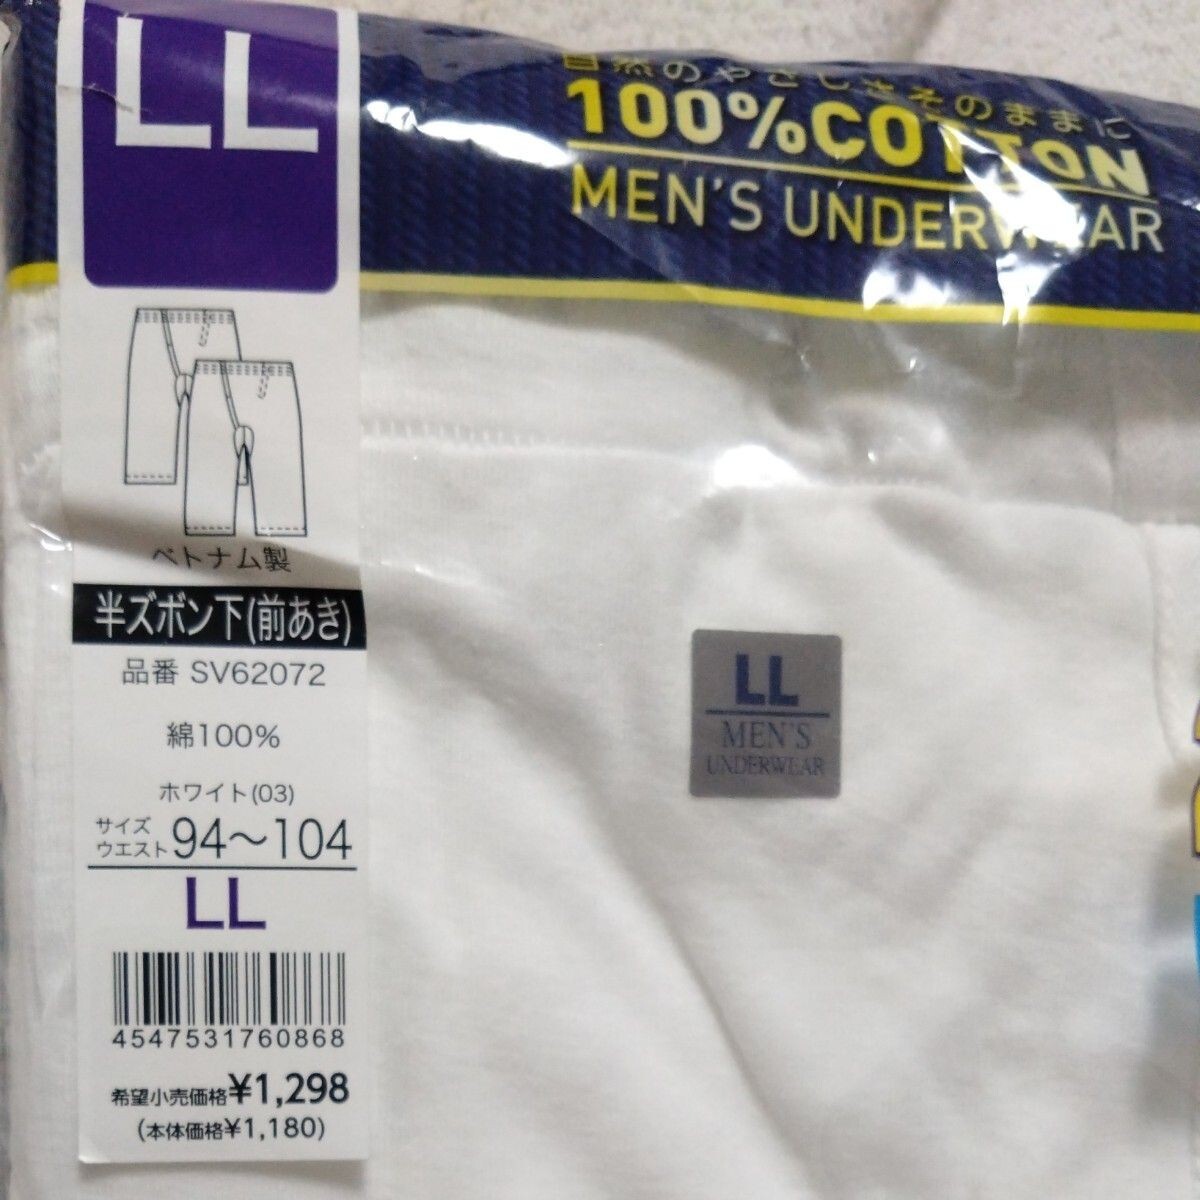 LL
自然のやさしさそのままに
100%COTTON
MEN'S UNDERWEAR
ベトナム製
半ズボン下(前あき)
品番 SV62072
綿100%
ホワイト(03)
サイズ
ウエスト 94～104
LL
4547531760868
希望小売価格¥1,298
(本体価格¥1,180)
LL
MEN'S
UNDERWEAR